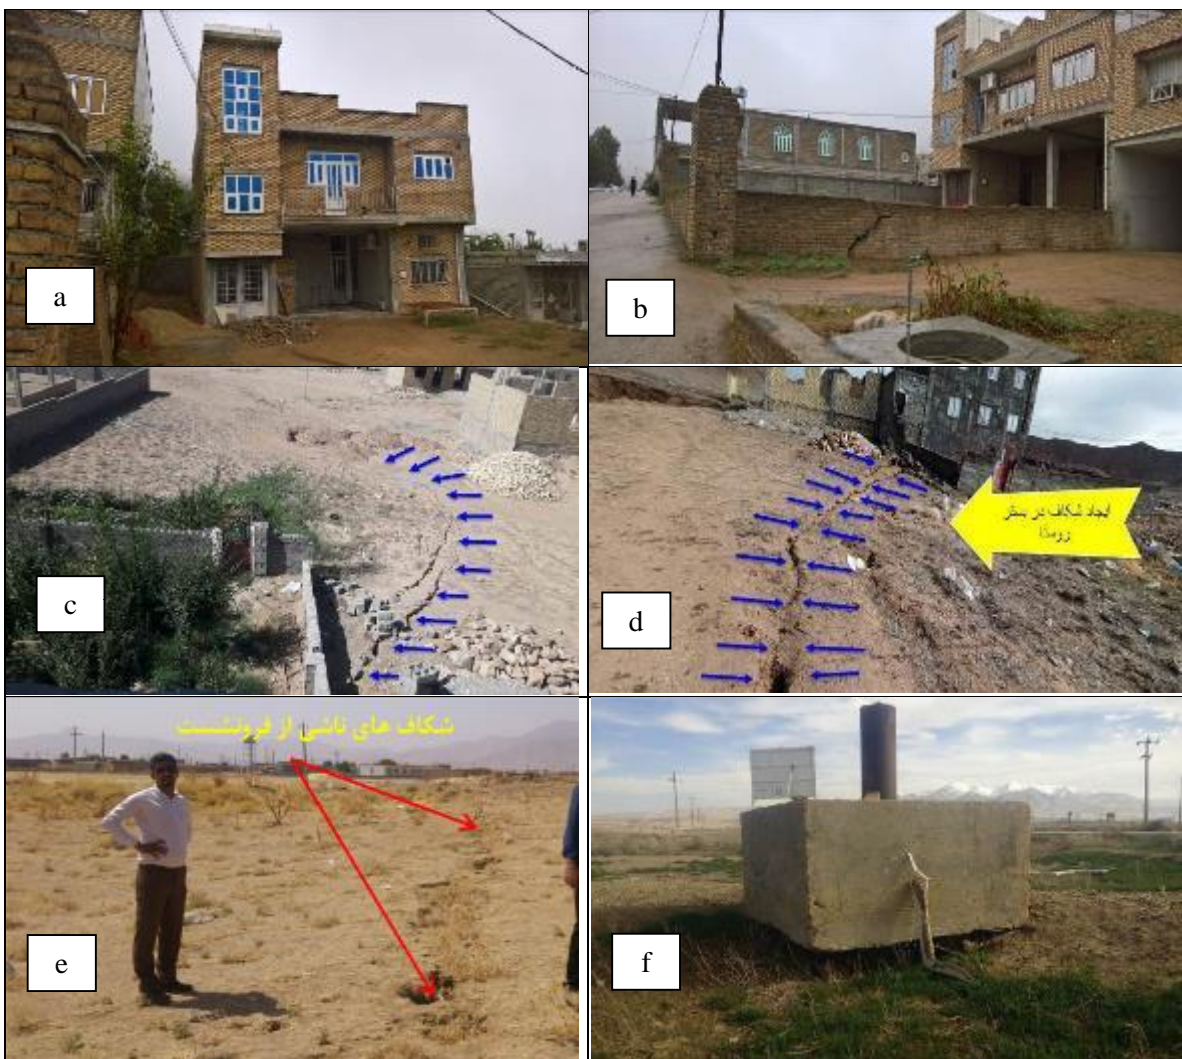 a
b
c
d
ایجاد شکاف در بستر
روستا
شکاف های ناشی از فرونشست
e
f